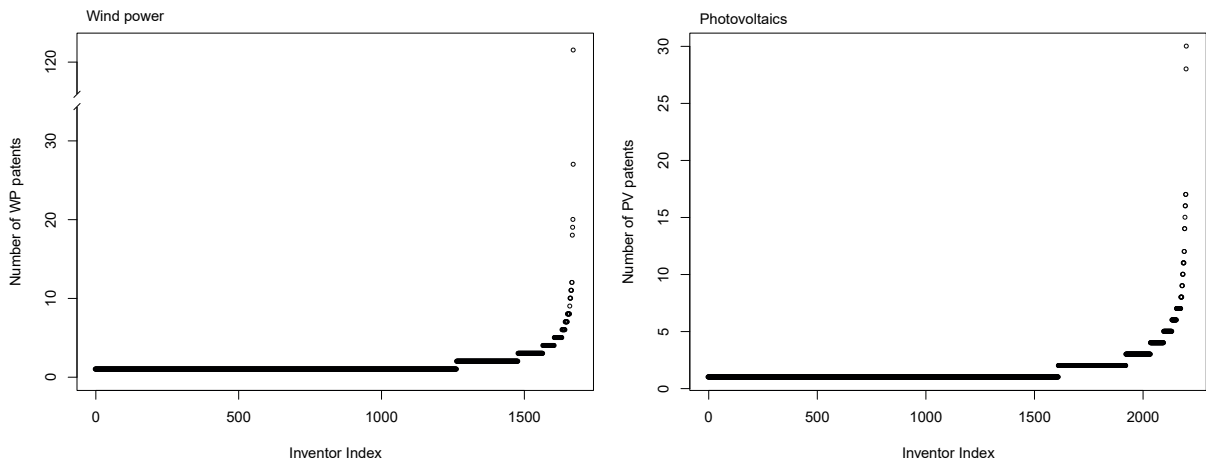 Wind power
Number of WP patents
120
30
20
10
0
0 500 1000 1500
Inventor Index
Photovoltaics
Number of PV patents
30
25
20
15
10
5
0
0 500 1000 1500 2000
Inventor Index